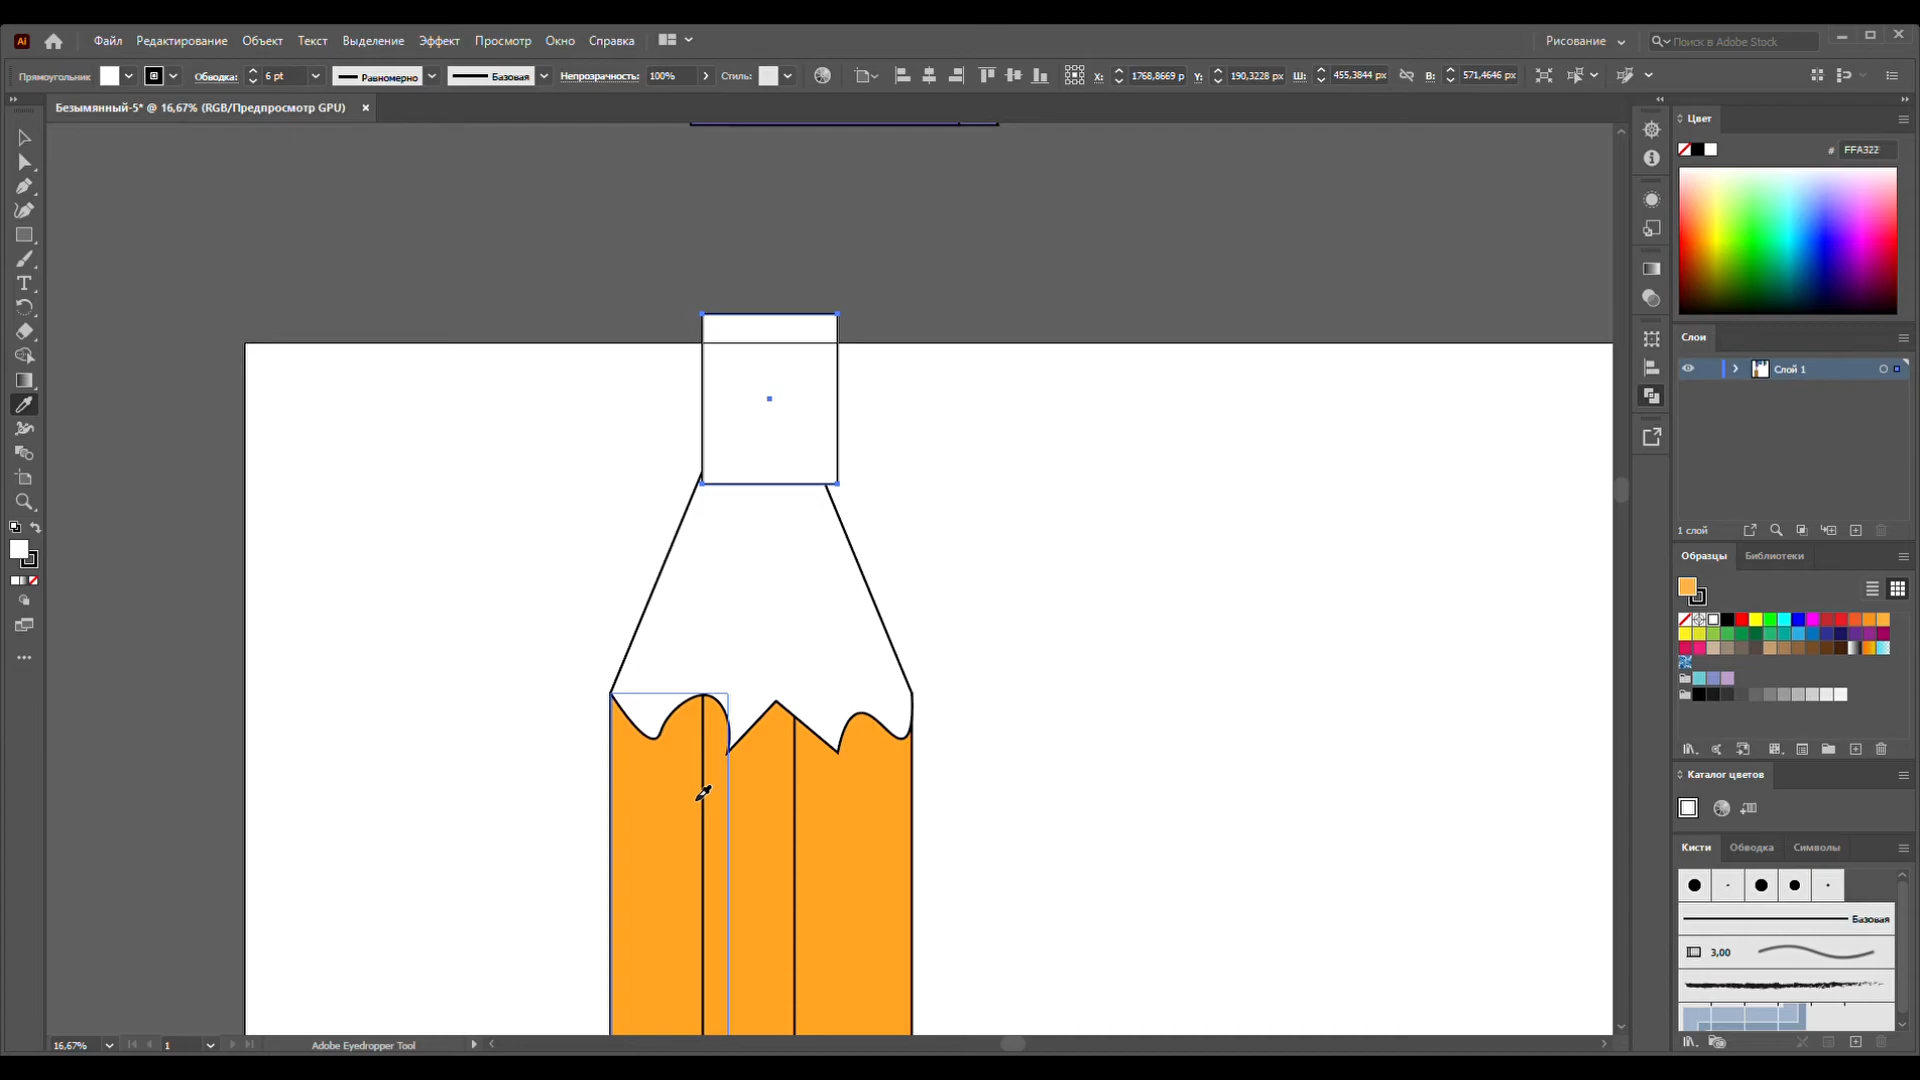 Ai Файл Редактирование Объект Текст Выделение Эффект Просмотр Окно Справка Рисование Поиск в Adobe Stock
Прямоугольник Обводка: 6 pt Равномерно Базовая Непрозрачность: 100% Стиль: X: 1768,8669 p Y: 190,3228 px Ш: 455,3844 px В: 571,4646 px
Безымянный-5* @ 16,67% (RGB/Предпросмотр GPU)
Цвет
# FFA322
Слои
Слой 1
1 слой
Образцы Библиотеки
Каталог цветов
Кисти Обводка Символы
Базовая
3,00
16,67% 1 Adobe Eyedropper Tool